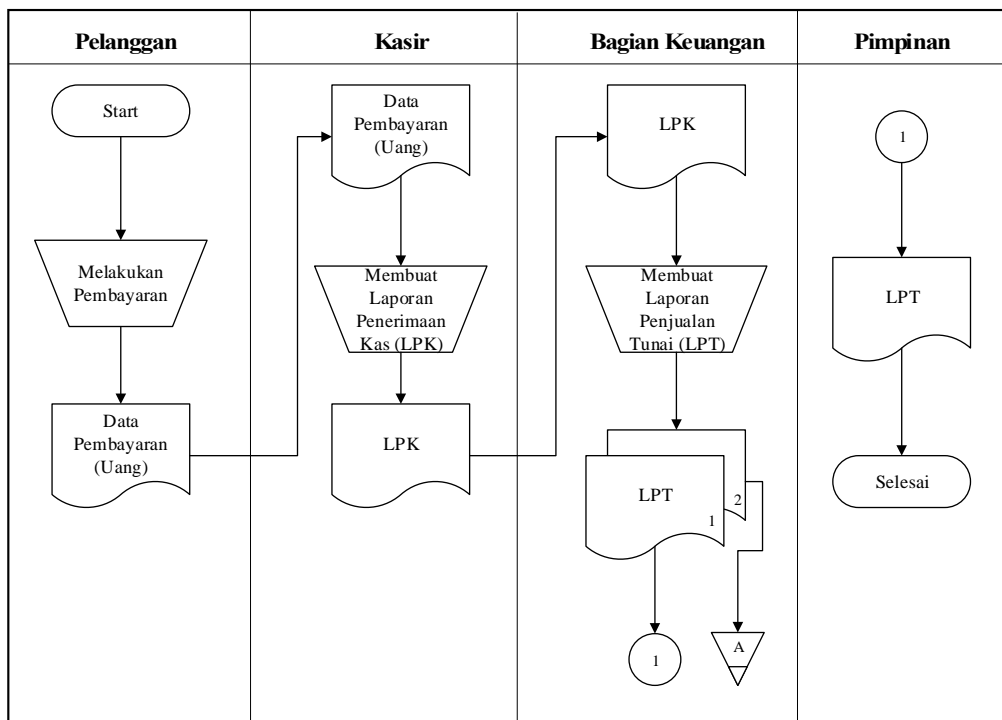 Pelanggan
Kasir
Bagian Keuangan
Pimpinan
Start
Melakukan
Pembayaran
Data
Pembayaran
(Uang)
Data
Pembayaran
(Uang)
Membuat
Laporan
Penerimaan
Kas (LPK)
LPK
LPK
Membuat
Laporan
Penjualan
Tunai (LPT)
LPT
1
2
1
A
1
LPT
Selesai